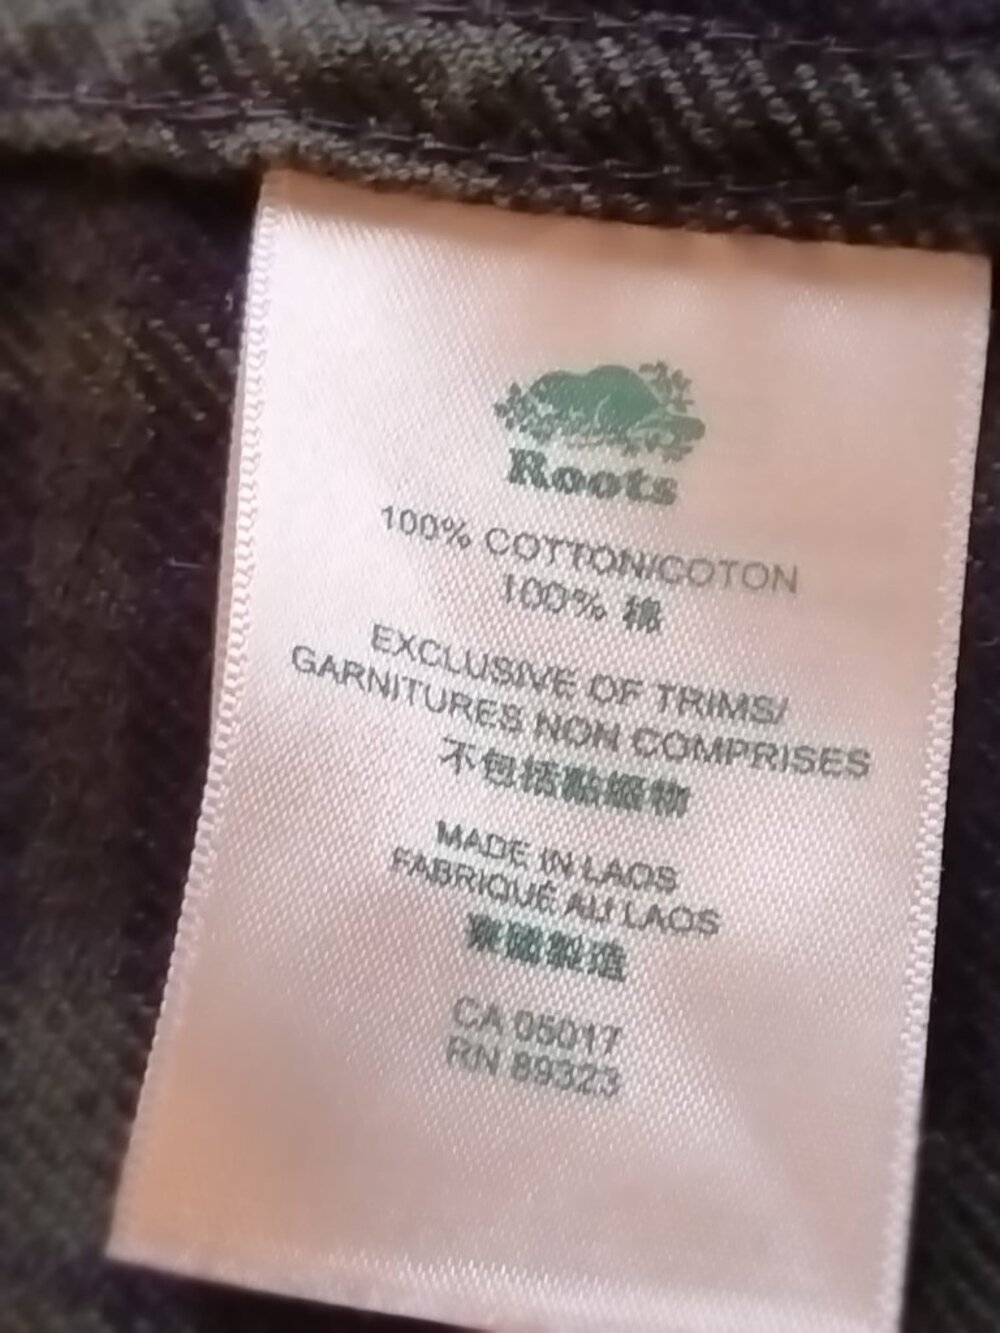 Roots
100% COTTON/COTON
100% 棉
EXCLUSIVE OF TRIMS/
GARNITURES NON COMPRISES
不包括點綴物
MADE IN LAOS
FABRIQUÉ AU LAOS
寮國製造
CA 05017
RN 89323